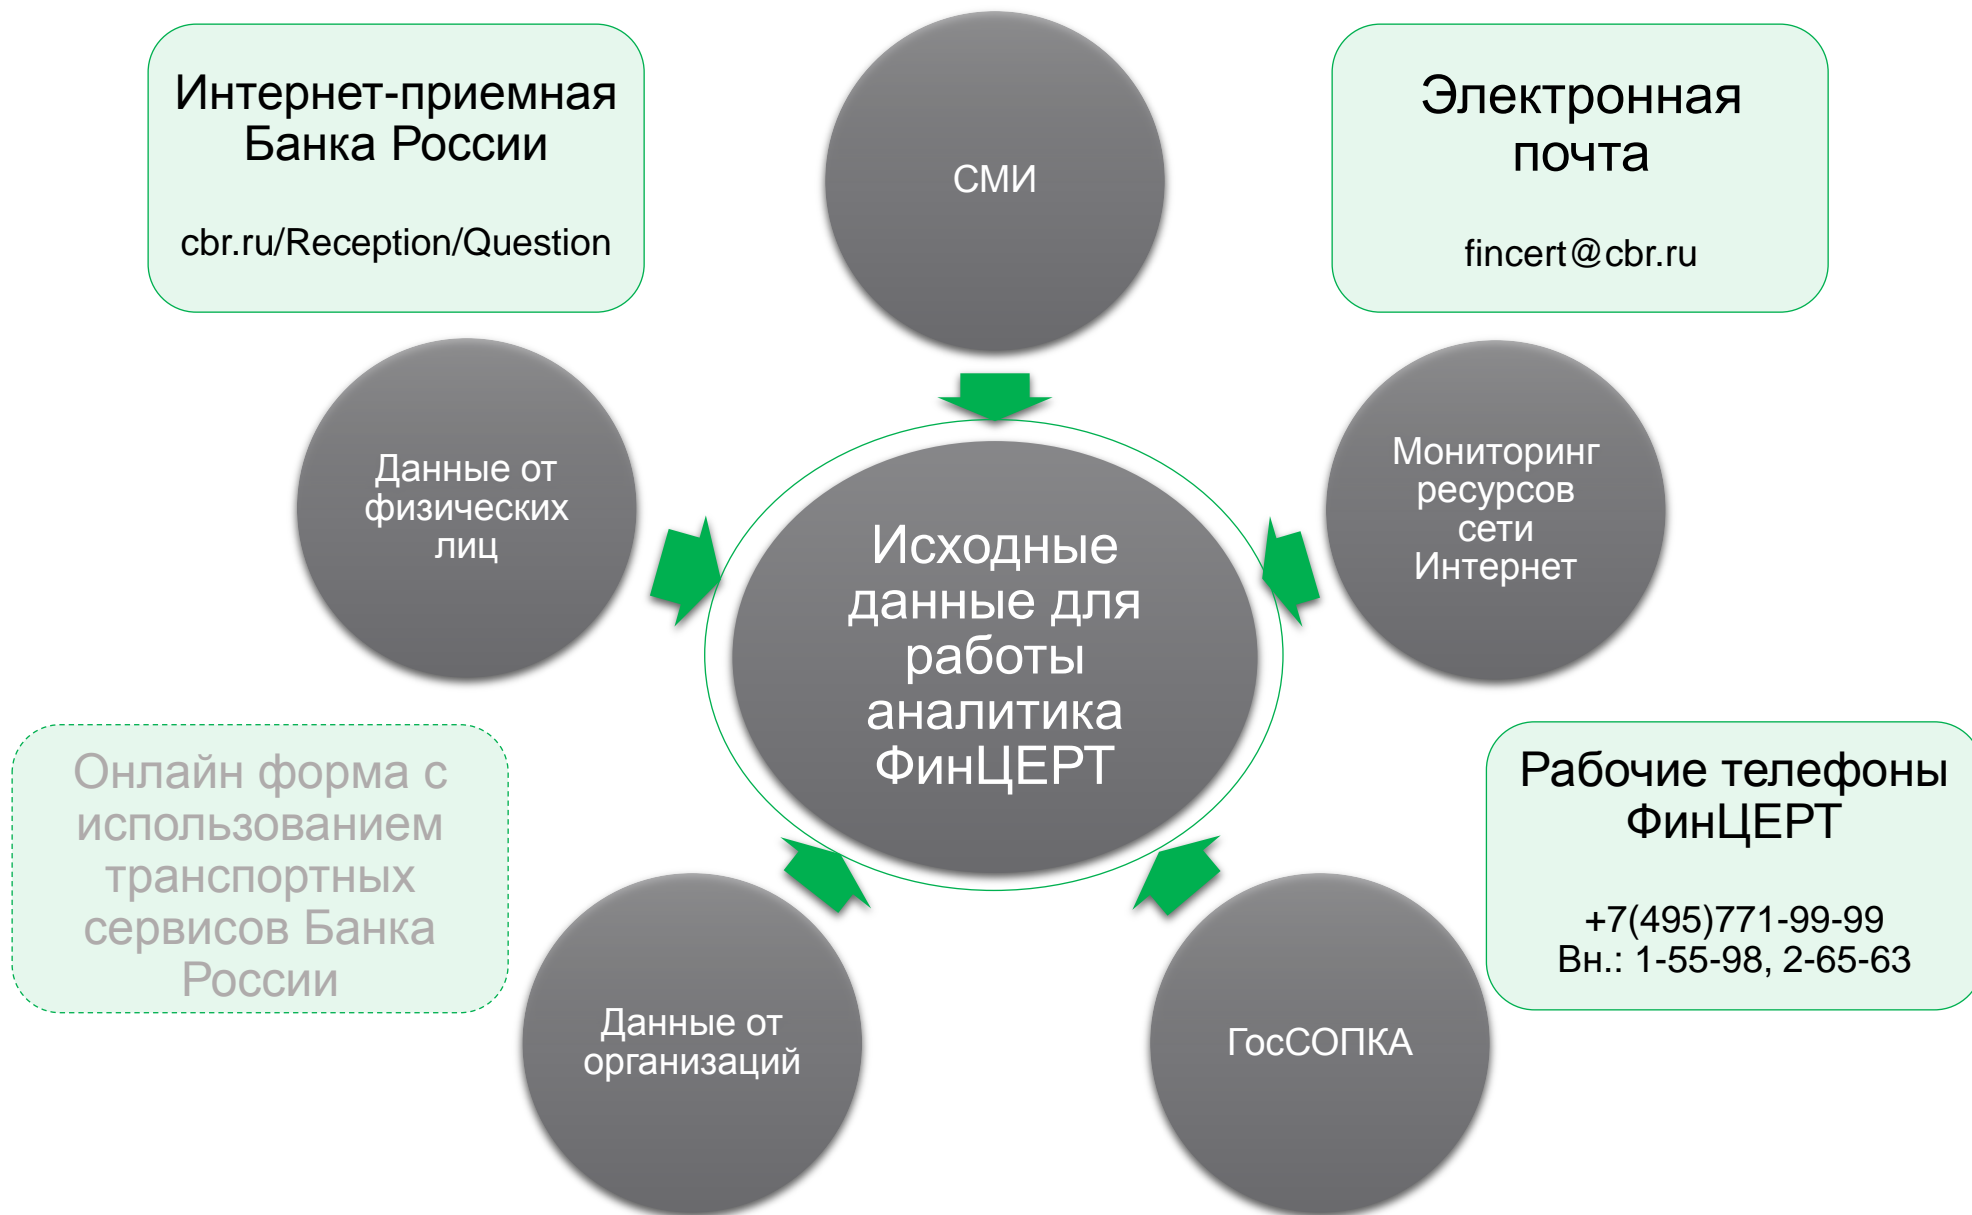 Интернет-приемная
Банка России
cbr.ru/Reception/Question
СМИ
Электронная
почта
fincert@cbr.ru
Данные от
физических
лиц
Мониторинг
ресурсов
сети
Интернет
Исходные
данные для
работы
аналитика
ФинЦЕРТ
Онлайн форма с
использованием
транспортных
сервисов Банка
России
Рабочие телефоны
ФинЦЕРТ
+7(495)771-99-99
Вн.: 1-55-98, 2-65-63
Данные от
организаций
ГосСОПКА